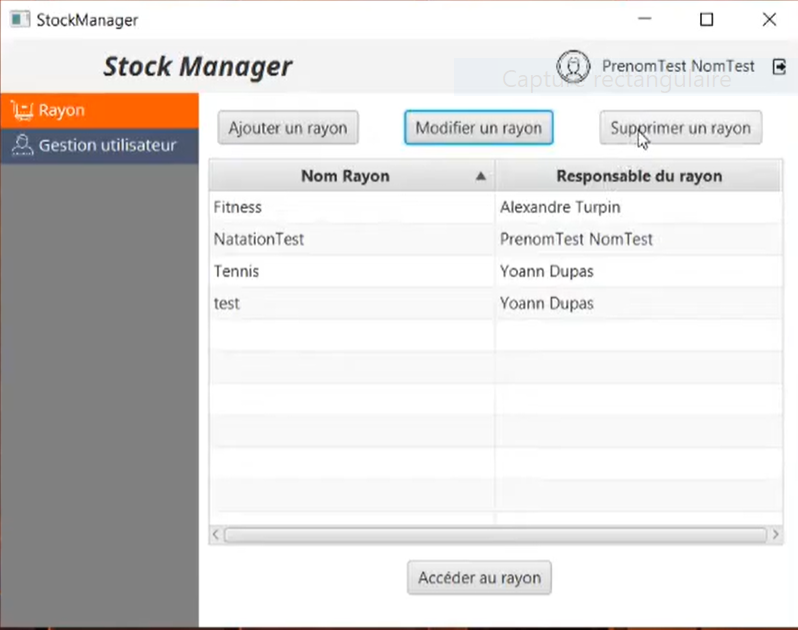 StockManager
Stock Manager
PrenomTest NomTest
Capture rectangulaire
Rayon
Gestion utilisateur
Ajouter un rayon Modifier un rayon Supprimer un rayon
Nom Rayon Responsable du rayon
Fitness Alexandre Turpin
NatationTest PrenomTest NomTest
Tennis Yoann Dupas
test Yoann Dupas
Accéder au rayon